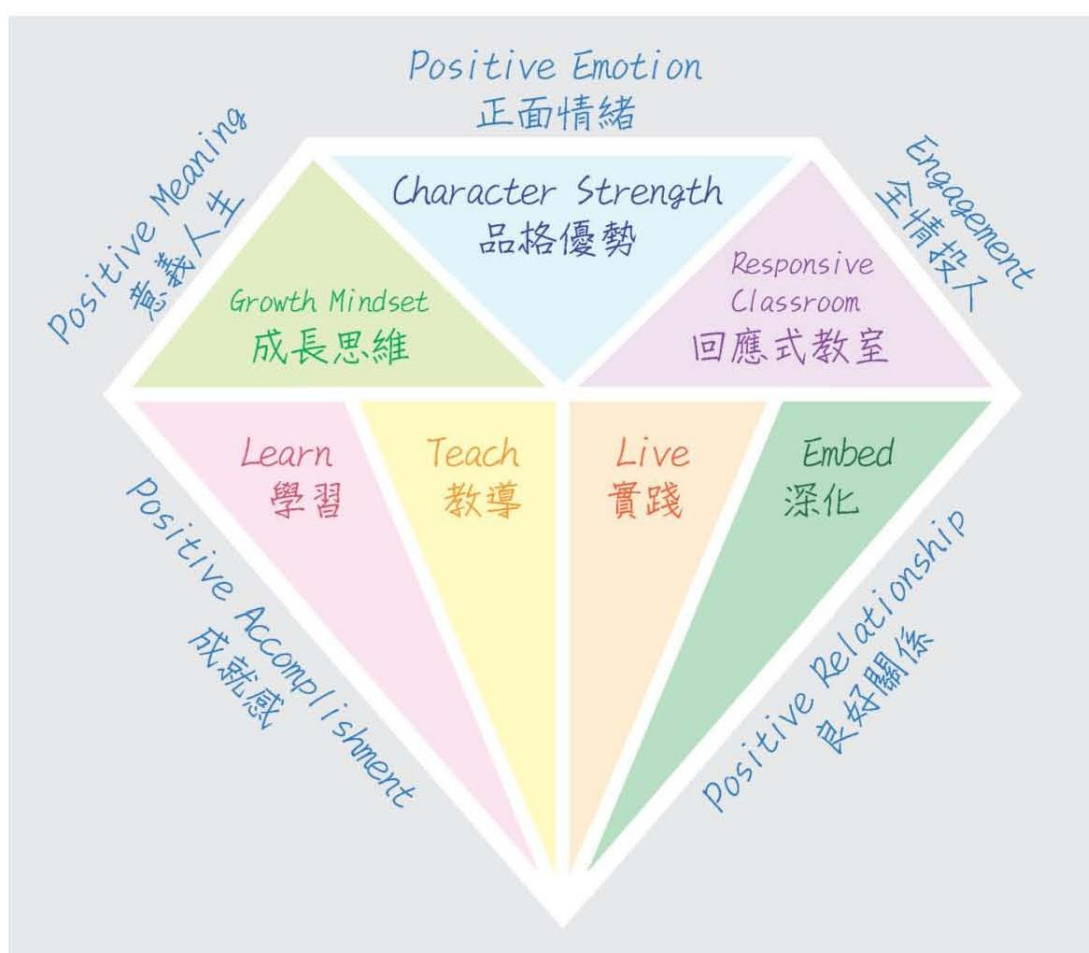 Positive Emotion
正面情緒
Positive Meaning
意義人生
Engagement
全情投入
Character Strength
品格優勢
Growth Mindset
成長思維
Responsive
Classroom
回應式教室
Learn
學習
Teach
教導
Live
實踐
Embed
深化
Positive Accomplishment
成就感
Positive Relationship
良好關係